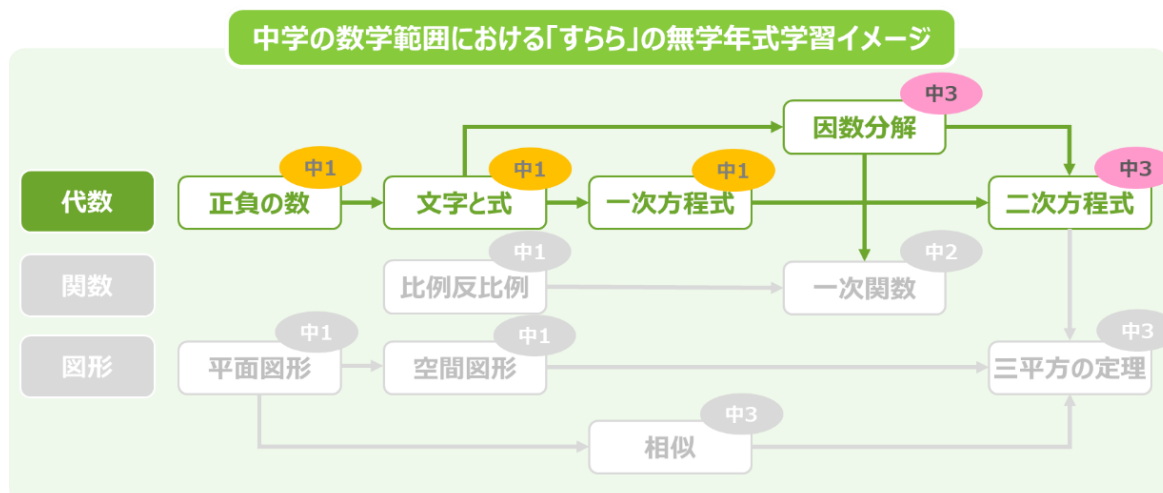 中学の数学範囲における「すらら」の無学年式学習イメージ
中3
因数分解
中1
中1
中1
中3
代数
正負の数
文字と式
一次方程式
二次方程式
中1
中2
関数
比例反比例
一次関数
中1
中1
中3
図形
平面図形
空間図形
三平方の定理
中3
相似